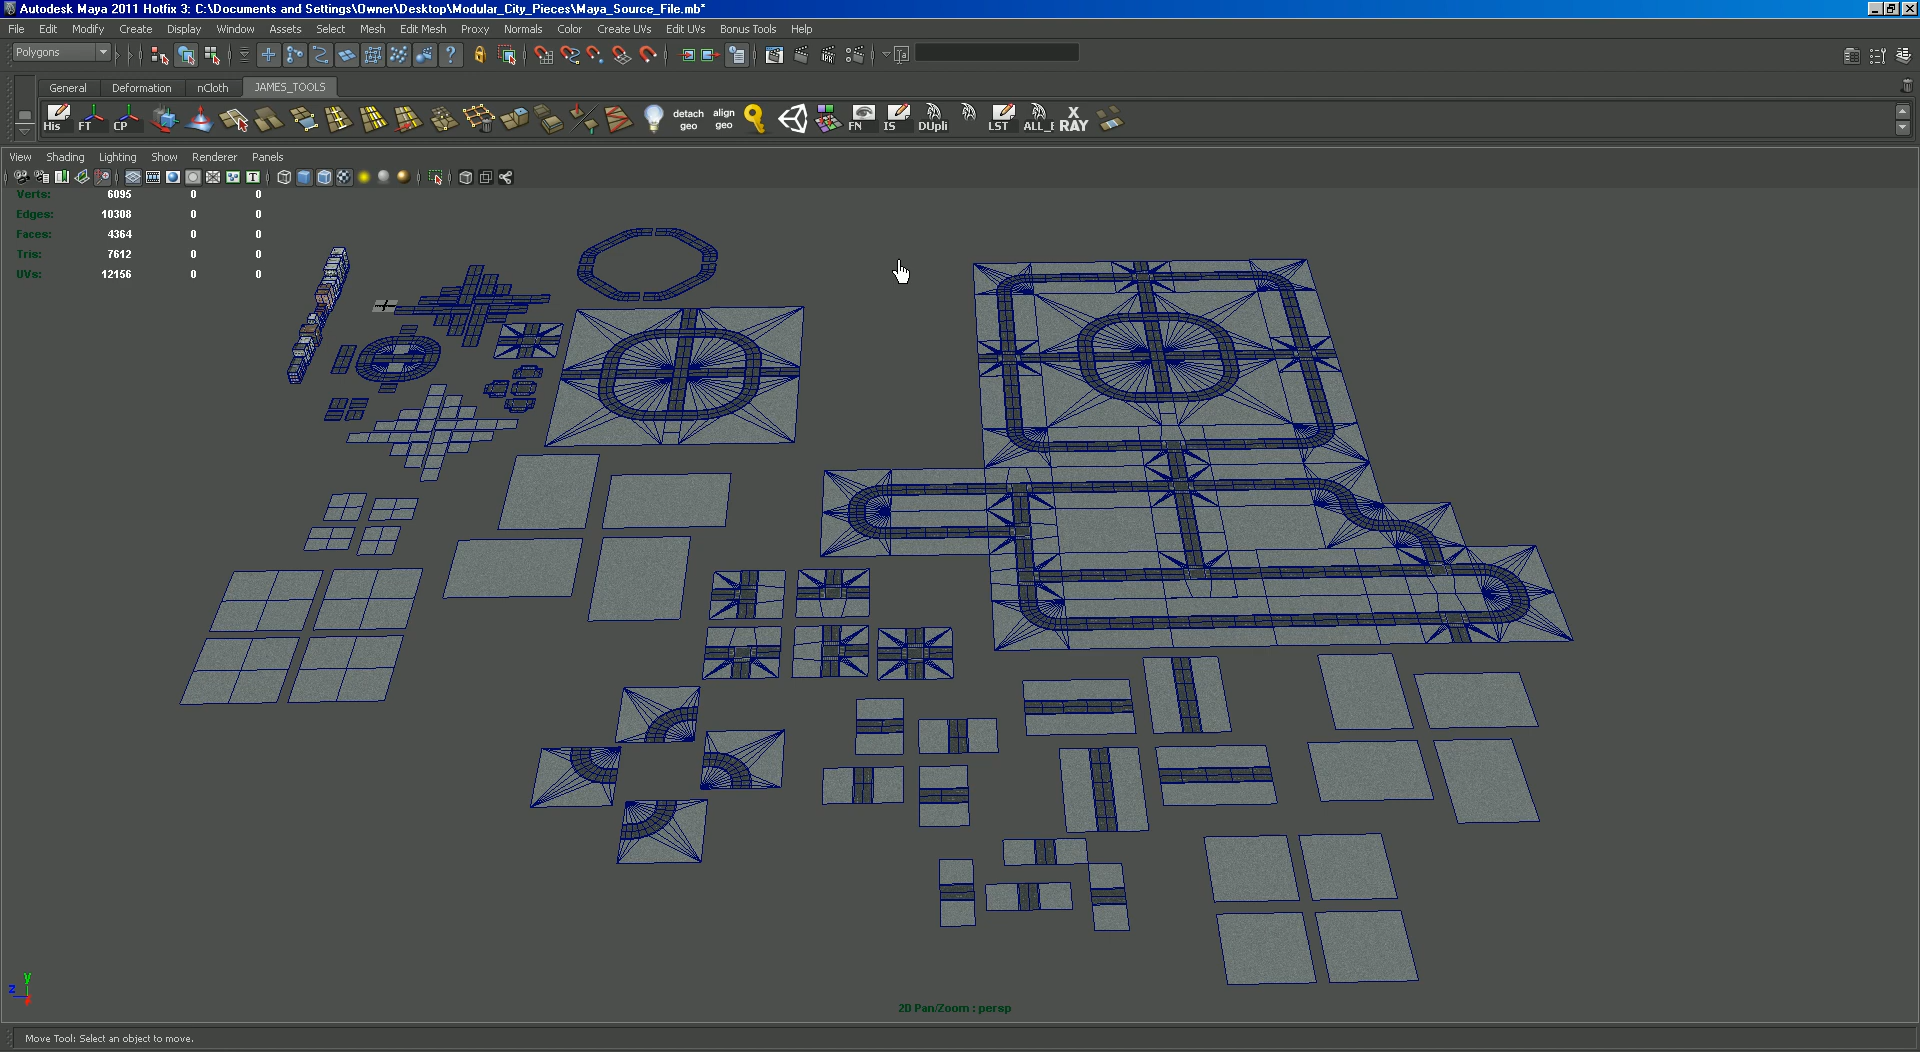 Autodesk Maya 2011 Hotfix 3: C:\Documents and Settings\Owner\Desktop\Modular_City_Pieces\Maya_Source_File.mb*
File Edit Modify Create Display Window Assets Select Mesh Edit Mesh Proxy Normals Color Create UVs Edit UVs Bonus Tools Help
Polygons
General Deformation nCloth JAMES_TOOLS
His FT CP detach geo align geo FN IS DUpli LST ALL_E X RAY
View Shading Lighting Show Renderer Panels
Verts: 6095 0 0
Edges: 10308 0 0
Faces: 4364 0 0
Tris: 7612 0 0
UVs: 12156 0 0
y
z
2D Pan/Zoom : persp
Move Tool: Select an object to move.